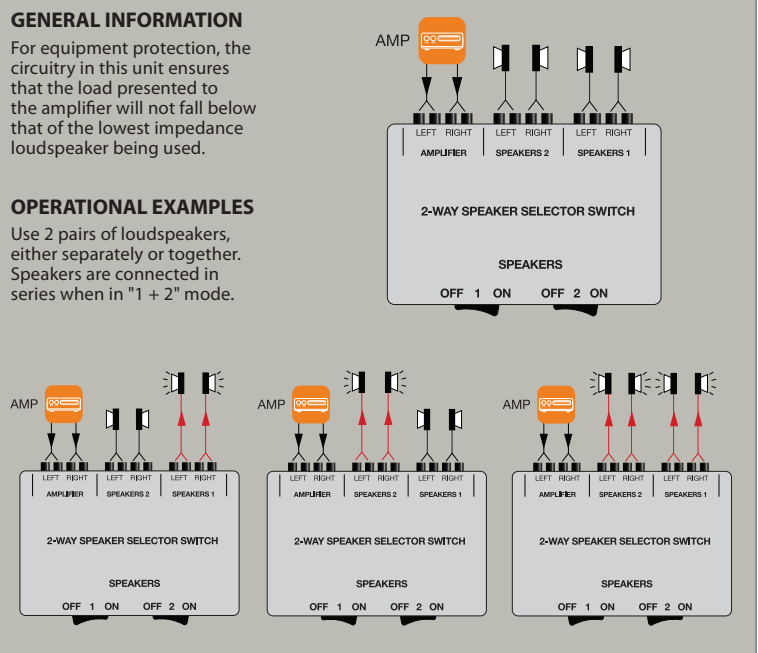 GENERAL INFORMATION
For equipment protection, the
circuitry in this unit ensures
that the load presented to
the amplifier will not fall below
that of the lowest impedance
loudspeaker being used.
OPERATIONAL EXAMPLES
Use 2 pairs of loudspeakers,
either separately or together.
Speakers are connected in
series when in "1 + 2" mode.
AMP
LEFT RIGHT LEFT RIGHT LEFT RIGHT
AMPLIFIER SPEAKERS 2 SPEAKERS 1
2-WAY SPEAKER SELECTOR SWITCH
SPEAKERS
OFF 1 ON OFF 2 ON
AMP
LEFT RIGHT LEFT RIGHT LEFT RIGHT
AMPLIFIER SPEAKERS 2 SPEAKERS 1
2-WAY SPEAKER SELECTOR SWITCH
SPEAKERS
OFF 1 ON OFF 2 ON
AMP
LEFT RIGHT LEFT RIGHT LEFT RIGHT
AMPLIFIER SPEAKERS 2 SPEAKERS 1
2-WAY SPEAKER SELECTOR SWITCH
SPEAKERS
OFF 1 ON OFF 2 ON
AMP
LEFT RIGHT LEFT RIGHT LEFT RIGHT
AMPLIFIER SPEAKERS 2 SPEAKERS 1
2-WAY SPEAKER SELECTOR SWITCH
SPEAKERS
OFF 1 ON OFF 2 ON